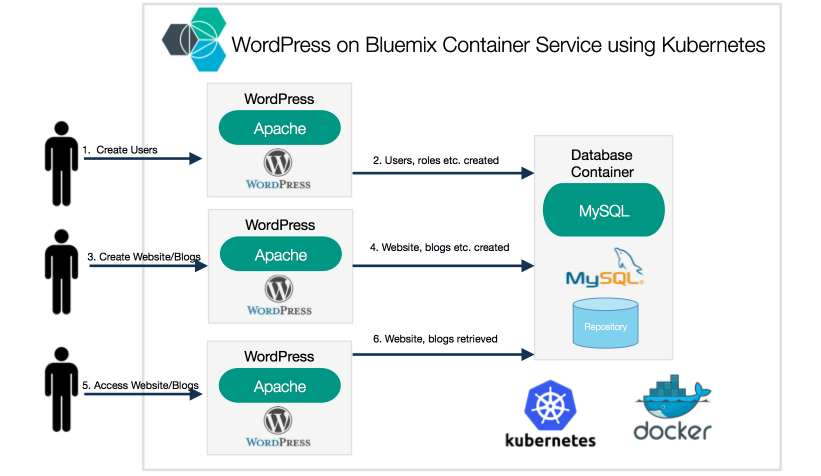 WordPress on Bluemix Container Service using Kubernetes
WordPress
Apache
WORDPRESS
1. Create Users
2. Users, roles etc. created
Database
Container
MySQL
WordPress
Apache
WORDPRESS
3. Create Website/Blogs
4. Website, blogs etc. created
MySQL
Repository
6. Website, blogs retrieved
WordPress
Apache
WORDPRESS
5. Access Website/Blogs
kubernetes
docker